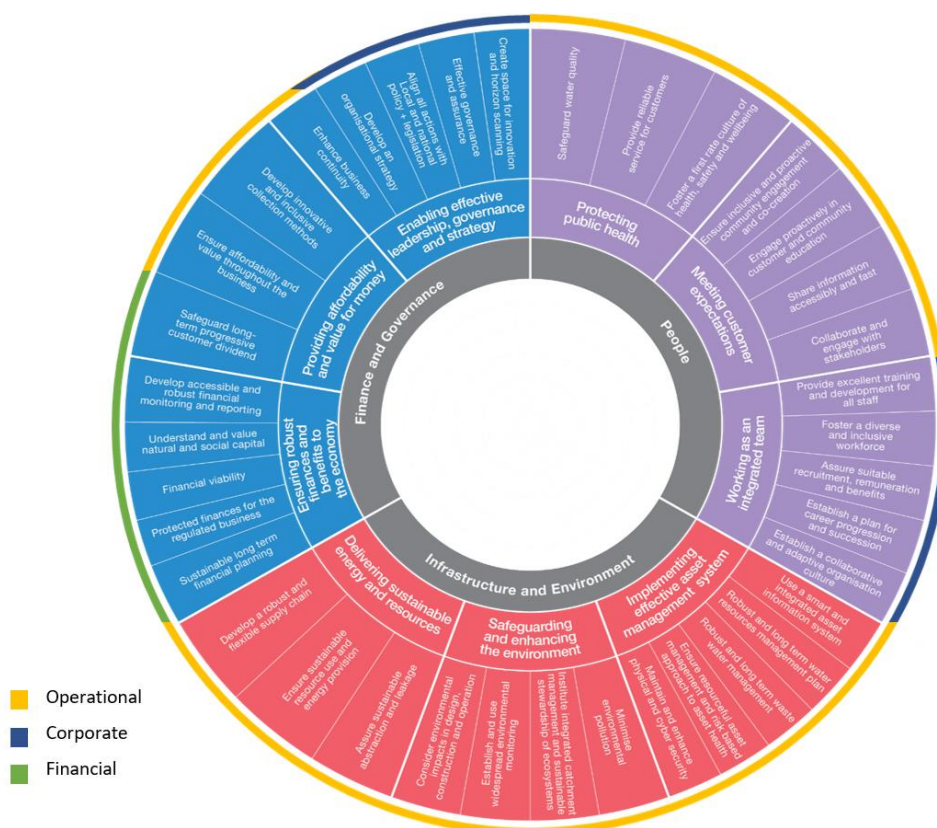 Create space for innovation
and horizon scanning
Effective governance
and assurance
Align all actions with
Local and national
policy + legislation
Develop an
organisational strategy
Enhance business
continuity
Enabling effective
leadership, governance
and strategy
Develop innovative
and inclusive
collection methods
Ensure affordability and
value throughout the
business
Safeguard long-
term progressive
customer dividend
Providing affordability
and value for money
Develop accessible and
robust financial
monitoring and reporting
Understand and value
natural and social capital
Financial viability
Protected finances for the
regulated business
Sustainable long term
financial planning
Ensuring robust
finances and
benefits to
the economy
Finance and Governance
Safeguard water quality
Provide reliable
service for customers
Foster a first rate culture of
health, safety and wellbeing
Protecting
public health
Ensure inclusive and proactive
community engagement
and co-creation
Engage proactively in
customer and community
education
Share information
accessibly and fast
Collaborate and
engage with
stakeholders
Meeting customer
expectations
Provide excellent training
and development for
all staff
Foster a diverse
and inclusive
workforce
Assure suitable
recruitment, remuneration
and benefits
Establish a plan for
career progression
and succession
Establish a collaborative
and adaptive organisation
culture
Working as an
integrated team
People
Use a smart and
integrated asset
information system
Robust and long term water
resources management plan
Robust and long term waste
water management
Ensure resourceful asset
management and risk based
approach to asset health
Maintain and enhance
physical and cyber security
Implementing
effective asset
management system
Minimise
environmental
pollution
Institute integrated catchment
management and sustainable
stewardship of ecosystems
Establish and use
widespread environmental
monitoring
Consider environmental
impacts in design,
construction and operation
Safeguarding
and enhancing
the environment
Assure sustainable
abstraction and leakage
Ensure sustainable
resource use and
energy provision
Develop a robust and
flexible supply chain
Delivering sustainable
energy and resources
Infrastructure and Environment
Operational
Corporate
Financial